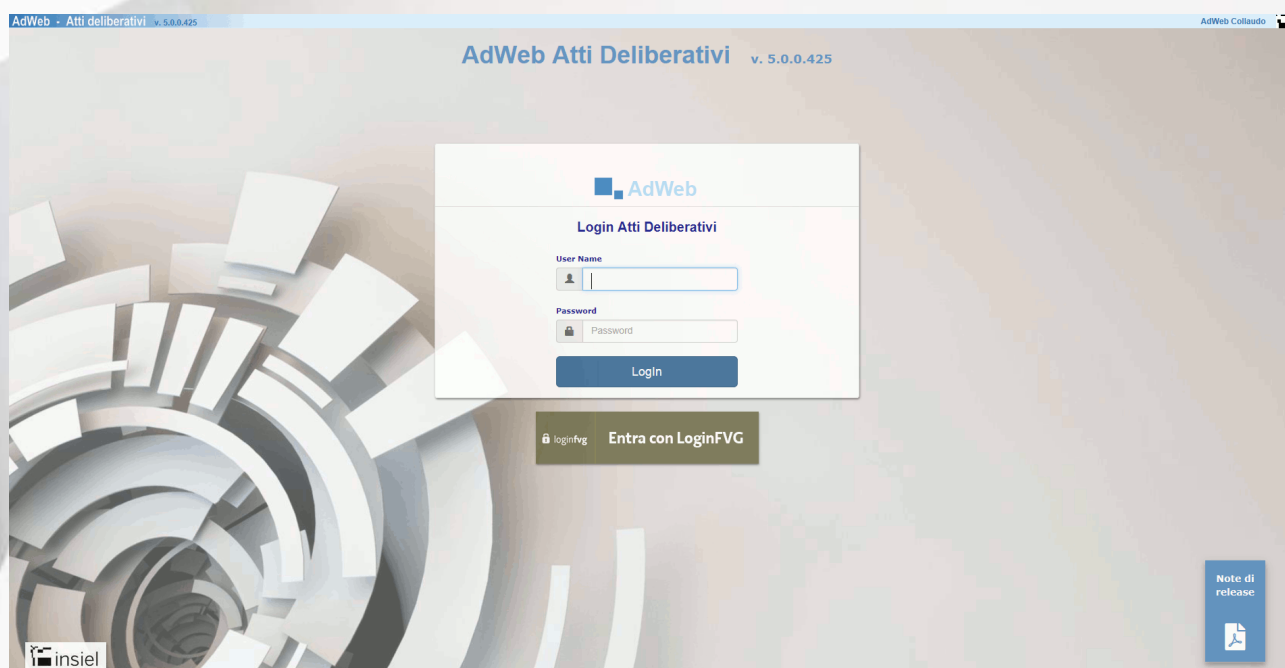 AdWeb - Atti deliberativi v. 5.0.0.425
AdWeb Collaudo
AdWeb Atti Deliberativi v. 5.0.0.425
AdWeb
Login Atti Deliberativi
User Name
Password
Password
LogIn
loginfvg Entra con LoginFVG
Note di
release
insiel